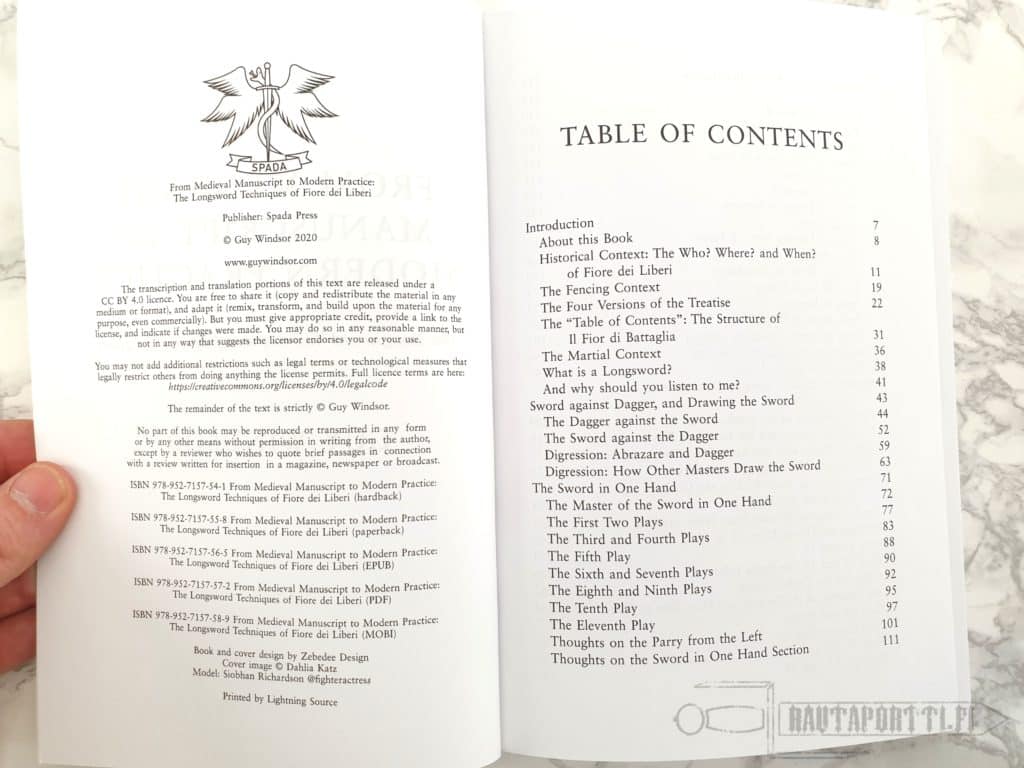 SPADA
From Medieval Manuscript to Modern Practice:
The Longsword Techniques of Fiore dei Liberi
Publisher: Spada Press
© Guy Windsor 2020
www.guywindsor.com
The transcription and translation portions of this text are released under a
CC BY 4.0 licence. You are free to share it (copy and redistribute the material in any
medium or format), and adapt it (remix, transform, and build upon the material for any
purpose, even commercially). But you must give appropriate credit, provide a link to the
license, and indicate if changes were made. You may do so in any reasonable manner, but
not in any way that suggests the licensor endorses you or your use.
You may not add additional restrictions such as legal terms or technological measures that
legally restrict others from doing anything the license permits. Full licence terms are here:
https://creativecommons.org/licenses/by/4.0/legalcode
The remainder of the text is strictly © Guy Windsor.
No part of this book may be reproduced or transmitted in any form
or by any other means without permission in writing from the author,
except by a reviewer who wishes to quote brief passages in connection
with a review written for insertion in a magazine, newspaper or broadcast.
ISBN 978-952-7157-54-1 From Medieval Manuscript to Modern Practice:
The Longsword Techniques of Fiore dei Liberi (hardback)
ISBN 978-952-7157-55-8 From Medieval Manuscript to Modern Practice:
The Longsword Techniques of Fiore dei Liberi (paperback)
ISBN 978-952-7157-56-5 From Medieval Manuscript to Modern Practice:
The Longsword Techniques of Fiore dei Liberi (EPUB)
ISBN 978-952-7157-57-2 From Medieval Manuscript to Modern Practice:
The Longsword Techniques of Fiore dei Liberi (PDF)
ISBN 978-952-7157-58-9 From Medieval Manuscript to Modern Practice:
The Longsword Techniques of Fiore dei Liberi (MOBI)
Book and cover design by Zebedee Design
Cover image © Dahlia Katz
Model: Siobhan Richardson @fighteractress
Printed by Lightning Source
TABLE OF CONTENTS
Introduction 7
About this Book 8
Historical Context: The Who? Where? and When?
of Fiore dei Liberi 11
The Fencing Context 19
The Four Versions of the Treatise 22
The “Table of Contents”: The Structure of
Il Fior di Battaglia 31
The Martial Context 36
What is a Longsword? 38
And why should you listen to me? 41
Sword against Dagger, and Drawing the Sword 43
The Dagger against the Sword 44
The Sword against the Dagger 52
Digression: Abrazare and Dagger 59
Digression: How Other Masters Draw the Sword 63
The Sword in One Hand 71
The Master of the Sword in One Hand 72
The First Two Plays 77
The Third and Fourth Plays 83
The Fifth Play 88
The Sixth and Seventh Plays 90
The Eighth and Ninth Plays 92
The Tenth Play 95
The Eleventh Play 97
Thoughts on the Parry from the Left 101
Thoughts on the Sword in One Hand Section 111
RAUTAPORTTI.FI